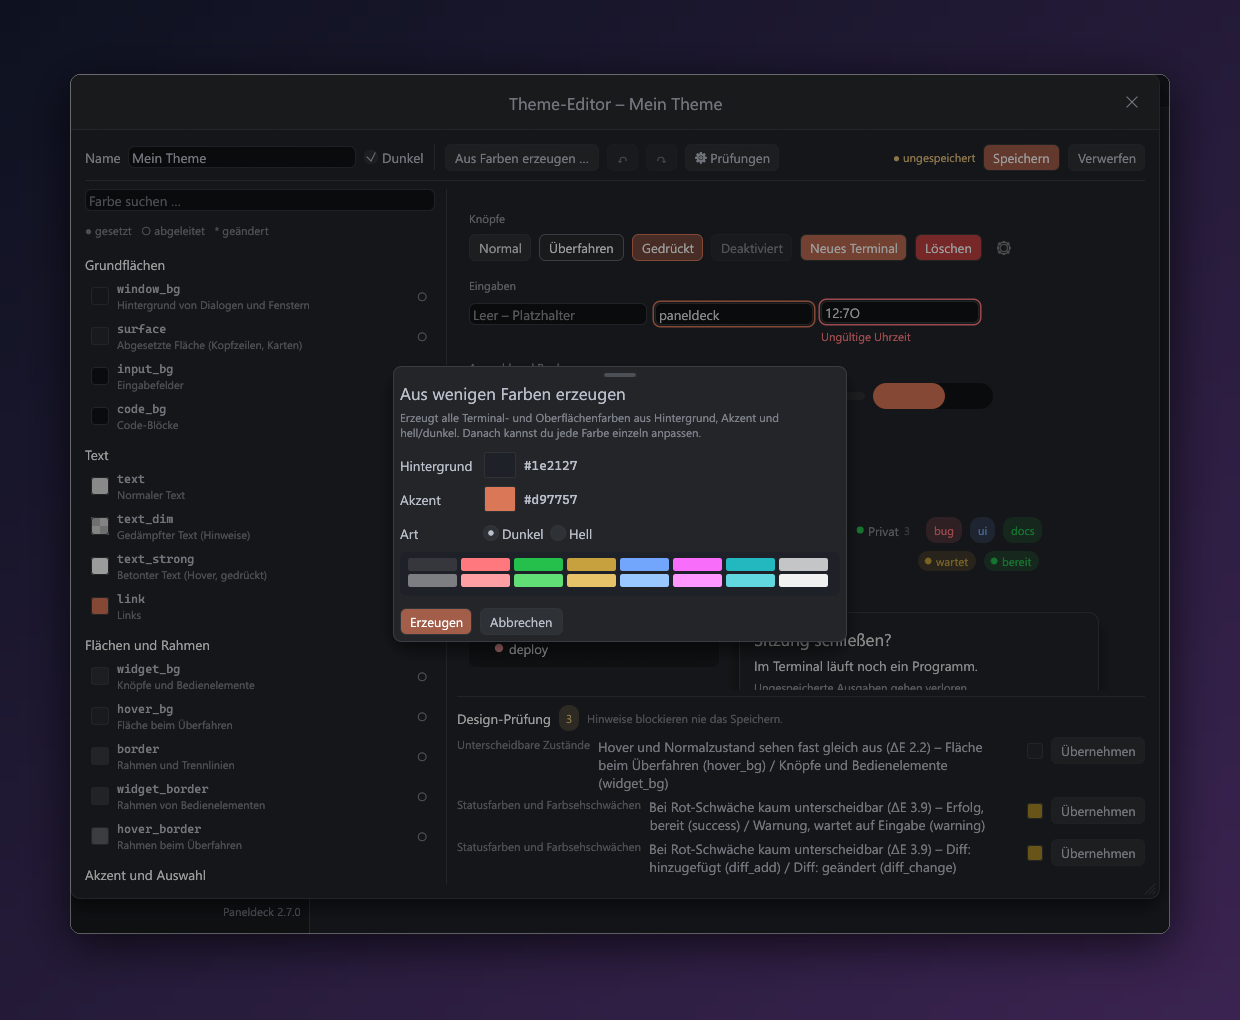 Theme-Editor – Mein Theme
Name
Mein Theme
Dunkel
Aus Farben erzeugen ...
Prüfungen
ungespeichert
Speichern
Verwerfen
Farbe suchen ...
gesetzt
abgeleitet
* geändert
Grundflächen
window_bg
Hintergrund von Dialogen und Fenstern
surface
Abgesetzte Fläche (Kopfzeilen, Karten)
input_bg
Eingabefelder
code_bg
Code-Blöcke
Text
text
Normaler Text
text_dim
Gedämpfter Text (Hinweise)
text_strong
Betonter Text (Hover, gedrückt)
link
Links
Flächen und Rahmen
widget_bg
Knöpfe und Bedienelemente
hover_bg
Fläche beim Überfahren
border
Rahmen und Trennlinien
widget_border
Rahmen von Bedienelementen
hover_border
Rahmen beim Überfahren
Akzent und Auswahl
Knöpfe
Normal
Überfahren
Gedrückt
Deaktiviert
Neues Terminal
Löschen
Eingaben
Leer – Platzhalter
paneldeck
12:7O
Ungültige Uhrzeit
Aus wenigen Farben erzeugen
Erzeugt alle Terminal- und Oberflächenfarben aus Hintergrund, Akzent und
hell/dunkel. Danach kannst du jede Farbe einzeln anpassen.
Hintergrund
#1e2127
Akzent
#d97757
Art
Dunkel
Hell
Erzeugen
Abbrechen
Privat 3
bug
ui
docs
wartet
bereit
deploy
Sitzung schließen?
Im Terminal läuft noch ein Programm.
Ungespeicherte Ausgaben gehen verloren
Design-Prüfung
3
Hinweise blockieren nie das Speichern.
Unterscheidbare Zustände
Hover und Normalzustand sehen fast gleich aus (ΔE 2.2) – Fläche
beim Überfahren (hover_bg) / Knöpfe und Bedienelemente
(widget_bg)
Übernehmen
Statusfarben und Farbsehschwächen
Bei Rot-Schwäche kaum unterscheidbar (ΔE 3.9) – Erfolg,
bereit (success) / Warnung, wartet auf Eingabe (warning)
Übernehmen
Statusfarben und Farbsehschwächen
Bei Rot-Schwäche kaum unterscheidbar (ΔE 3.9) – Diff:
hinzugefügt (diff_add) / Diff: geändert (diff_change)
Übernehmen
Paneldeck 2.7.0